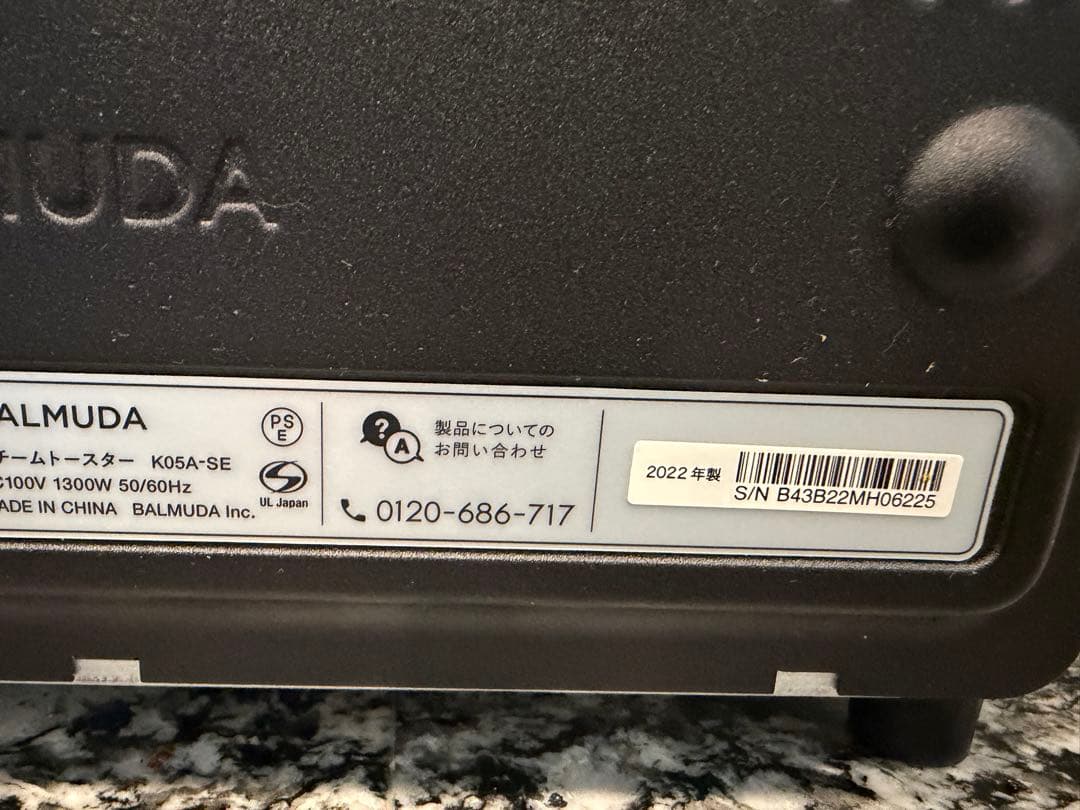 MUDA
ALMUDA
チームトースター K05A-SE
C100V 1300W 50/60Hz
ADE IN CHINA BALMUDA Inc.
PS
E
UL Japan
?
A
製品についての
お問い合わせ
0120-686-717
2022年製
S/N B43B22MH06225